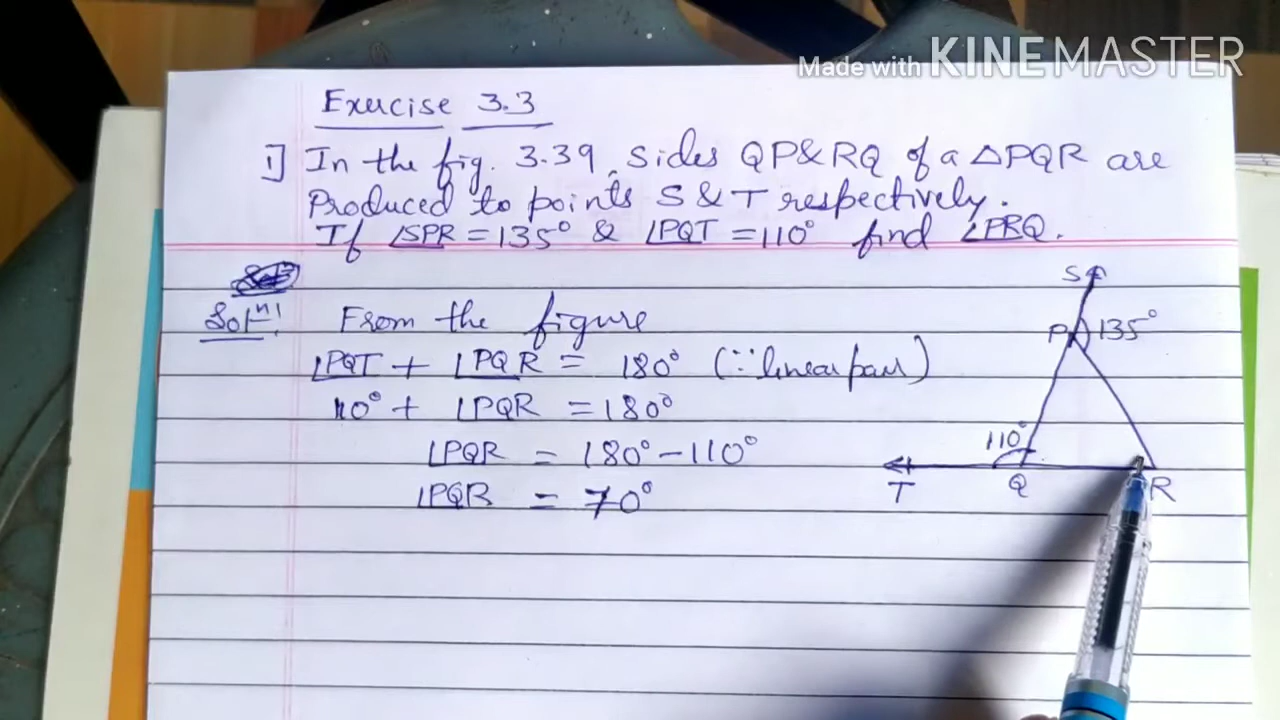 Made with KINEMASTER
Exercise 3.3
1] In the fig. 3.39, Sides QP & RQ of a △PQR are
Produced to points S & T respectively.
If ∠SPR = 135° & ∠PQT = 110° find ∠PRQ.
Solⁿ! From the figure
∠PQT + ∠PQR = 180° (∵ linear pair)
110° + ∠PQR = 180°
∠PQR = 180° - 110°
∠PQR = 70°
S
P 135°
110°
T Q R